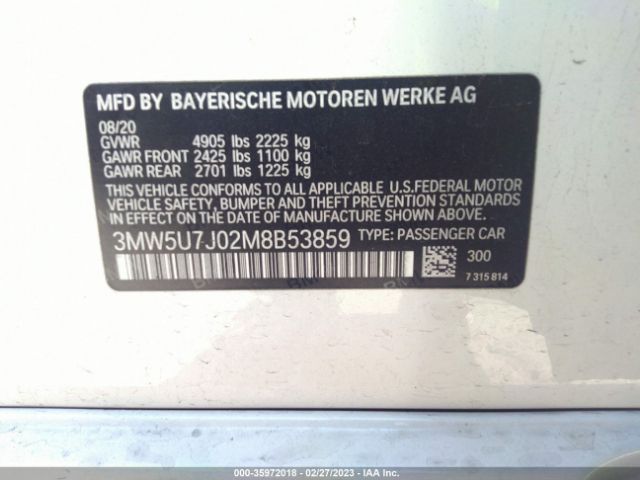 MFD BY BAYERISCHE MOTOREN WERKE AG
08/20
GVWR 4905 lbs 2225 kg
GAWR FRONT 2425 lbs 1100 kg
GAWR REAR 2701 lbs 1225 kg
THIS VEHICLE CONFORMS TO ALL APPLICABLE U.S.FEDERAL MOTOR
VEHICLE SAFETY, BUMPER AND THEFT PREVENTION STANDARDS
IN EFFECT ON THE DATE OF MANUFACTURE SHOWN ABOVE.
3MW5U7J02M8B53859 TYPE: PASSENGER CAR
300
7 315 814
000-35972018 - 02/27/2023 - IAA Inc.